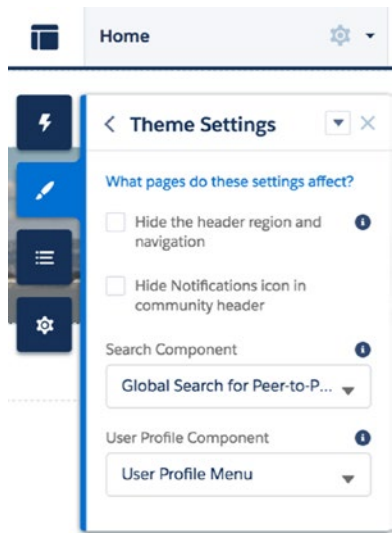 Home
Theme Settings
What pages do these settings affect?
Hide the header region and
navigation
Hide Notifications icon in
community header
Search Component
Global Search for Peer-to-P...
User Profile Component
User Profile Menu